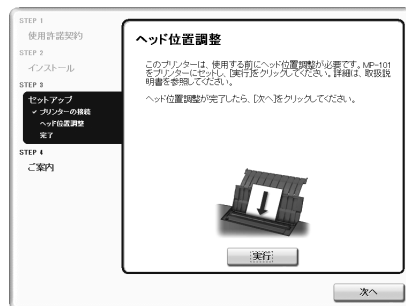 STEP 1
使用許諾契約
STEP 2
インストール
STEP 3
セットアップ
✓ プリンターの接続
ヘッド位置調整
完了
STEP 4
ご案内
ヘッド位置調整
このプリンターは、使用する前にヘッド位置調整が必要です。MP-101
をプリンターにセットし、[実行]をクリックしてください。詳細は、取扱説
明書を参照してください。
ヘッド位置調整が完了したら、[次へ]をクリックしてください。
実行
次へ